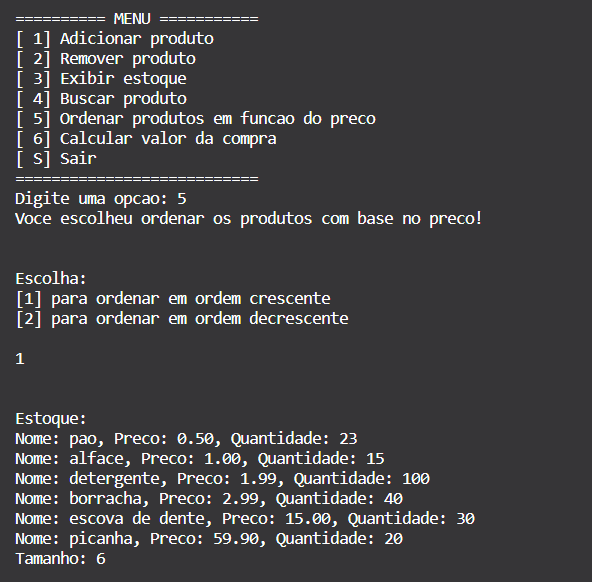 ========== MENU ===========
[ 1] Adicionar produto
[ 2] Remover produto
[ 3] Exibir estoque
[ 4] Buscar produto
[ 5] Ordenar produtos em funcao do preco
[ 6] Calcular valor da compra
[ S] Sair
===========================
Digite uma opcao: 5
Voce escolheu ordenar os produtos com base no preco!
Escolha:
[1] para ordenar em ordem crescente
[2] para ordenar em ordem decrescente
1
Estoque:
Nome: pao, Preco: 0.50, Quantidade: 23
Nome: alface, Preco: 1.00, Quantidade: 15
Nome: detergente, Preco: 1.99, Quantidade: 100
Nome: borracha, Preco: 2.99, Quantidade: 40
Nome: escova de dente, Preco: 15.00, Quantidade: 30
Nome: picanha, Preco: 59.90, Quantidade: 20
Tamanho: 6